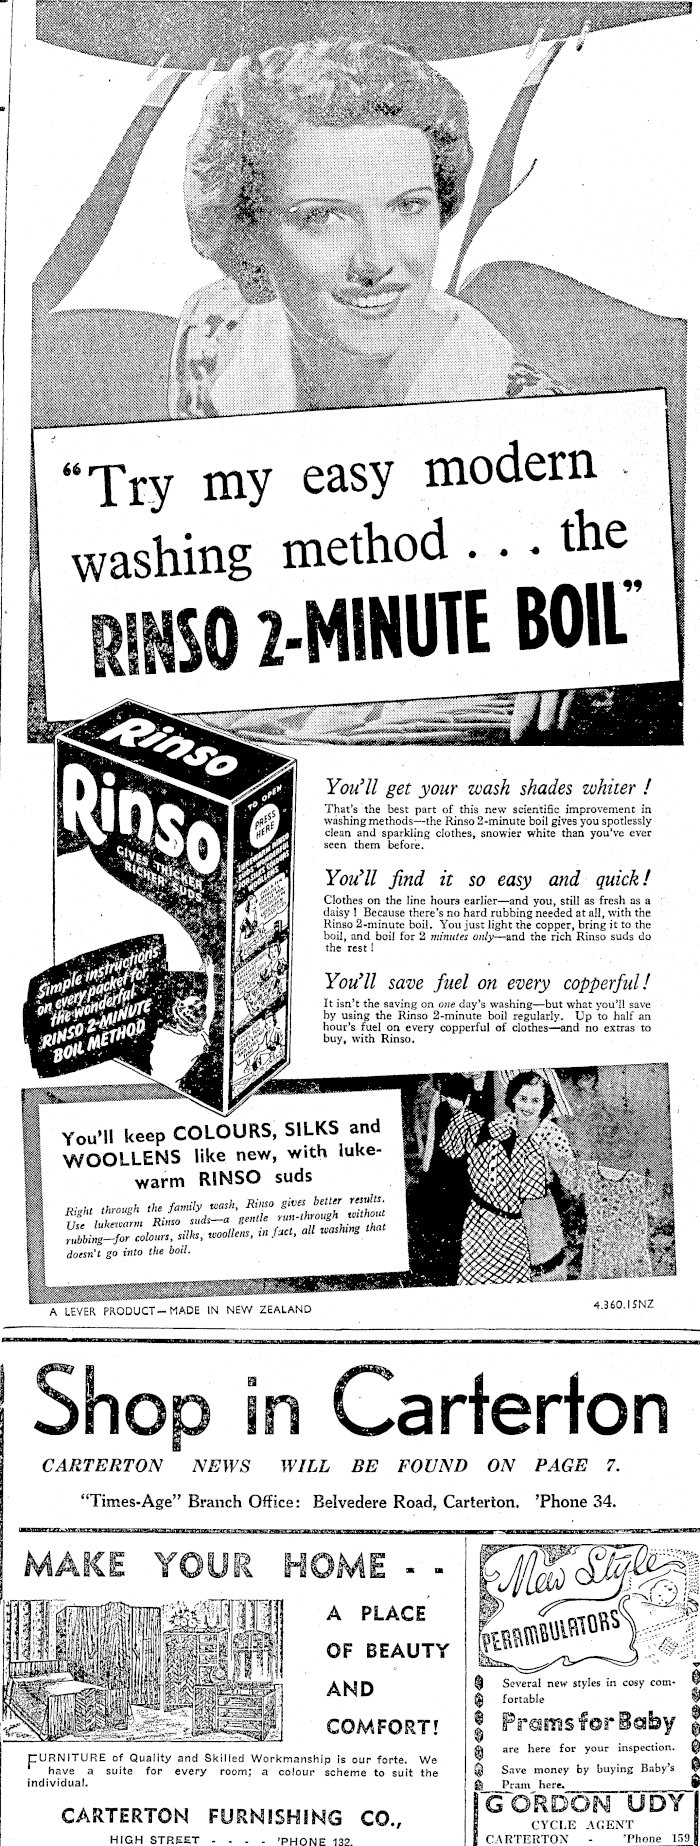 “Try my easy modern
washing method . . . the
RINSO 2-MINUTE BOIL”
Rinso
Rinso
GIVES THICKER
RICHER SUDS
TO OPEN
PRESS
HERE
Simple instructions
on every packet for
the wonderful
RINSO 2-MINUTE
BOIL METHOD
You'll get your wash shades whiter !
That's the best part of this new scientific improvement in
washing methods—the Rinso 2-minute boil gives you spotlessly
clean and sparkling clothes, snowier white than you've ever
seen them before.
You'll find it so easy and quick!
Clothes on the line hours earlier—and you, still as fresh as a
daisy ! Because there's no hard rubbing needed at all, with the
Rinso 2-minute boil. You just light the copper, bring it to the
boil, and boil for 2 minutes only—and the rich Rinso suds do
the rest !
You'll save fuel on every copperful!
It isn't the saving on one day's washing—but what you'll save
by using the Rinso 2-minute boil regularly. Up to half an
hour's fuel on every copperful of clothes—and no extras to
buy, with Rinso.
You'll keep COLOURS, SILKS and
WOOLLENS like new, with luke-
warm RINSO suds
Right through the family wash, Rinso gives better results.
Use lukewarm Rinso suds—a gentle run-through without
rubbing—for colours, silks, woollens, in fact, all washing that
doesn't go into the boil.
A LEVER PRODUCT—MADE IN NEW ZEALAND
4.360.15NZ
Shop in Carterton
CARTERTON NEWS WILL BE FOUND ON PAGE 7.
“Times-Age” Branch Office: Belvedere Road, Carterton. 'Phone 34.
MAKE YOUR HOME - -
A PLACE
OF BEAUTY
AND
COMFORT!
FURNITURE of Quality and Skilled Workmanship is our forte. We
have a suite for every room; a colour scheme to suit the
individual.
CARTERTON FURNISHING CO.,
HIGH STREET - - - - 'PHONE 132.
New Style
PERAMBULATORS
Several new styles in cosy com-
fortable
Prams for Baby
are here for your inspection.
Save money by buying Baby's
Pram here.
GORDON UDY
CYCLE AGENT
CARTERTON - 'Phone 159